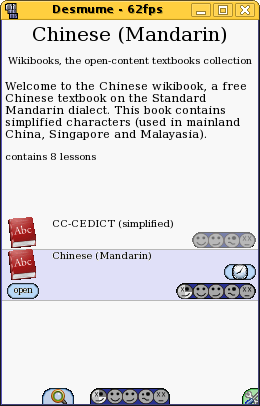 Desmume - 62fps
Chinese (Mandarin)
Wikibooks, the open-content textbooks collection
Welcome to the Chinese wikibook, a free
Chinese textbook on the Standard
Mandarin dialect. This book contains
simplified characters (used in mainland
China, Singapore and Malayasia).
contains 8 lessons
Abc
CC-CEDICT (simplified)
Abc
Chinese (Mandarin)
open